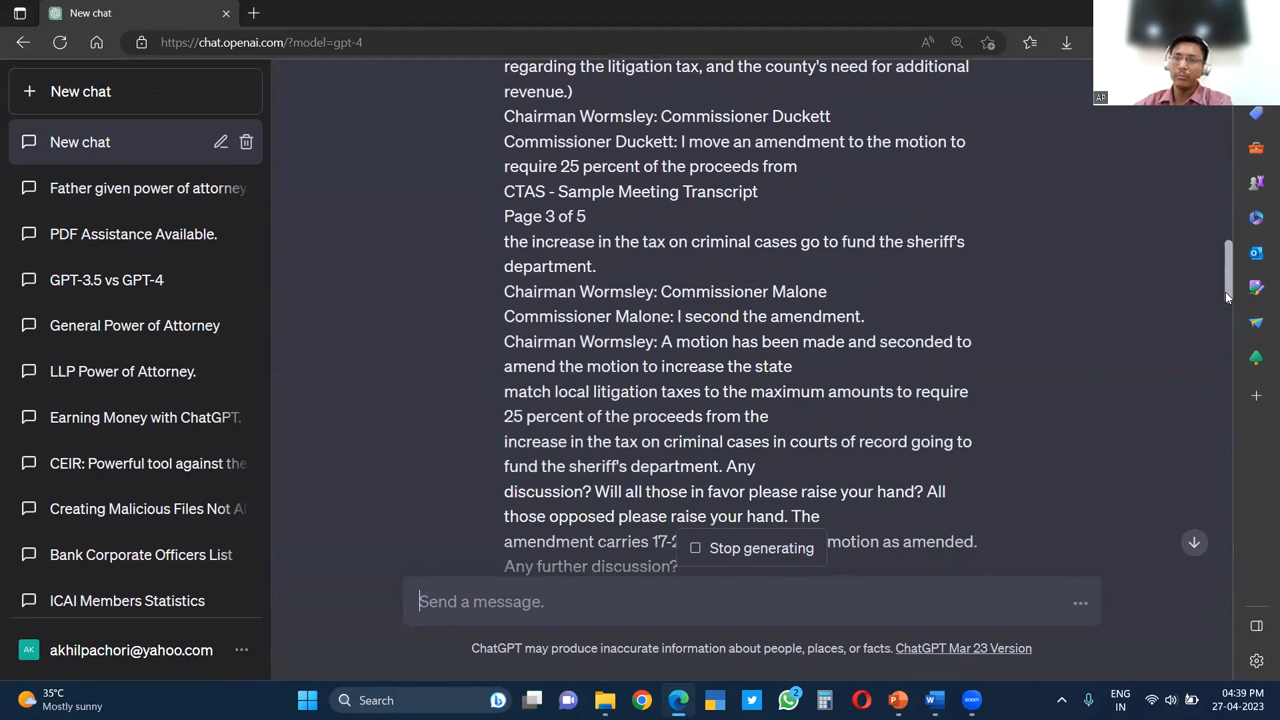 New chat
https://chat.openai.com/?model=gpt-4
AP
New chat
New chat
Father given power of attorney
PDF Assistance Available.
GPT-3.5 vs GPT-4
General Power of Attorney
LLP Power of Attorney.
Earning Money with ChatGPT.
CEIR: Powerful tool against the
Creating Malicious Files Not Al
Bank Corporate Officers List
ICAI Members Statistics
akhilpachori@yahoo.com
regarding the litigation tax, and the county's need for additional
revenue.)
Chairman Wormsley: Commissioner Duckett
Commissioner Duckett: I move an amendment to the motion to
require 25 percent of the proceeds from
CTAS - Sample Meeting Transcript
Page 3 of 5
the increase in the tax on criminal cases go to fund the sheriff's
department.
Chairman Wormsley: Commissioner Malone
Commissioner Malone: I second the amendment.
Chairman Wormsley: A motion has been made and seconded to
amend the motion to increase the state
match local litigation taxes to the maximum amounts to require
25 percent of the proceeds from the
increase in the tax on criminal cases in courts of record going to
fund the sheriff's department. Any
discussion? Will all those in favor please raise your hand? All
those opposed please raise your hand. The
amendment carries 17-2 motion as amended.
Any further discussion?
Stop generating
Send a message.
ChatGPT may produce inaccurate information about people, places, or facts. ChatGPT Mar 23 Version
35°C
Mostly sunny
Search
2
ENG
IN
04:39 PM
27-04-2023